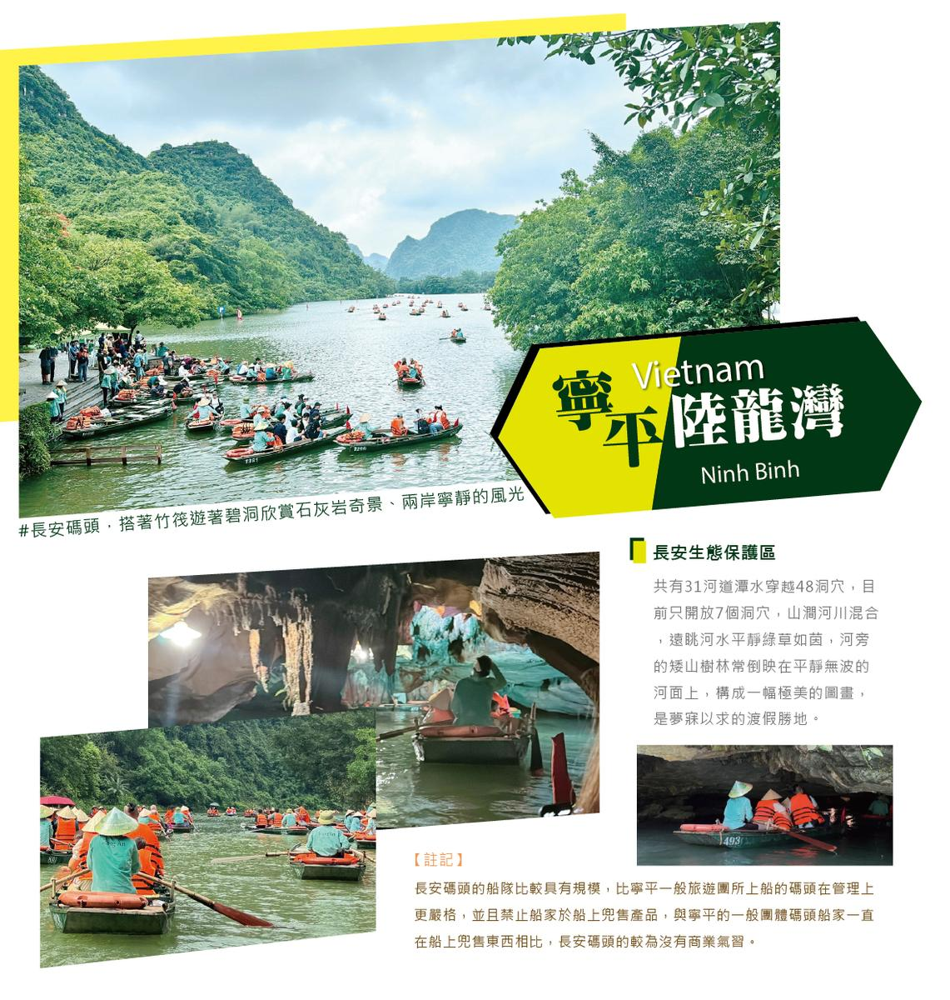 Vietnam
寧平陸龍灣
Ninh Binh
#長安碼頭，搭著竹筏遊著碧洞欣賞石灰岩奇景、兩岸寧靜的風光
長安生態保護區
共有31河道潭水穿越48洞穴，目
前只開放7個洞穴，山澗河川混合
，遠眺河水平靜綠草如茵，河旁
的矮山樹林常倒映在平靜無波的
河面上，構成一幅極美的圖畫，
是夢寐以求的渡假勝地。
493
【註記】
長安碼頭的船隊比較具有規模，比寧平一般旅遊團所上船的碼頭在管理上
更嚴格，並且禁止船家於船上兜售產品，與寧平的一般團體碼頭船家一直
在船上兜售東西相比，長安碼頭的較為沒有商業氣習。